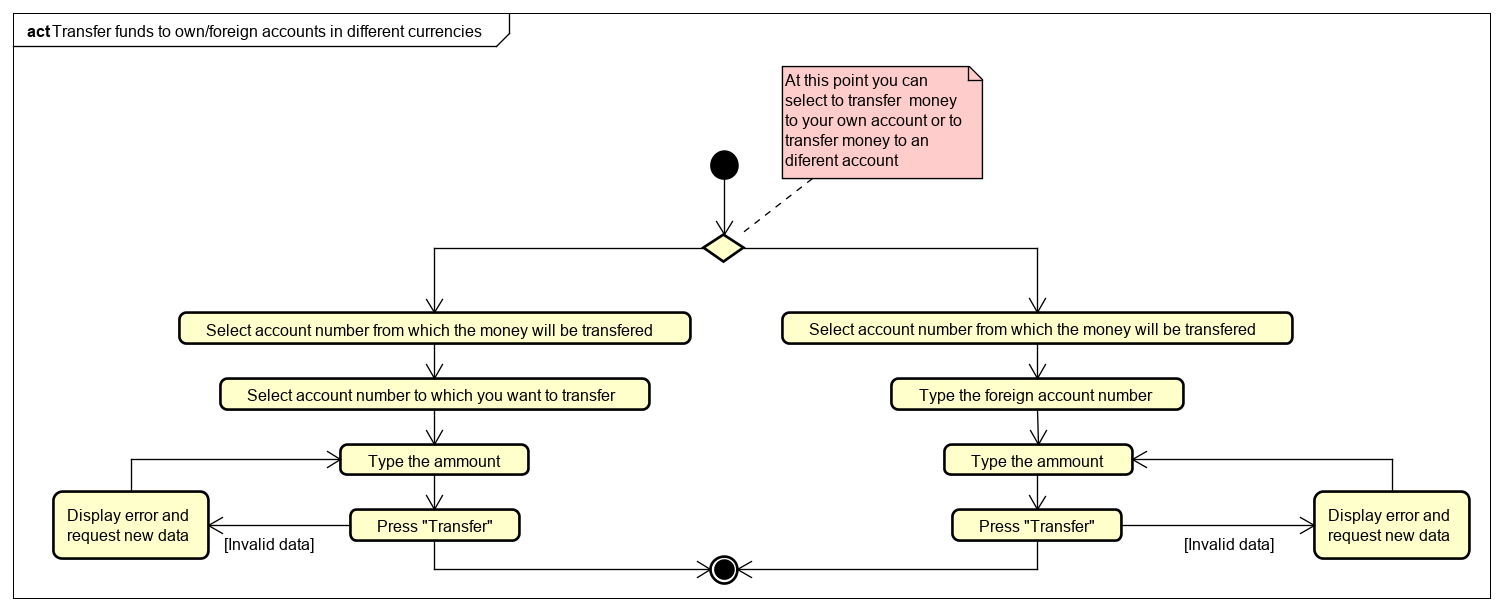 act Transfer funds to own/foreign accounts in different currencies
At this point you can
select to transfer  money
to your own account or to
transfer money to an
diferent account
Select account number from which the money will be transfered
Select account number from which the money will be transfered
Select account number to which you want to transfer
Type the foreign account number
Type the ammount
Type the ammount
Display error and
request new data
Press "Transfer"
Press "Transfer"
Display error and
request new data
[Invalid data]
[Invalid data]